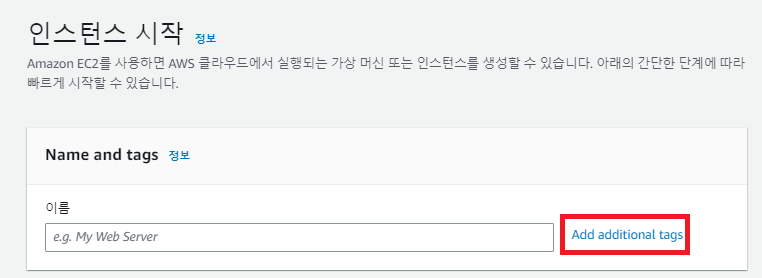 인스턴스 시작 정보
Amazon EC2를 사용하면 AWS 클라우드에서 실행되는 가상 머신 또는 인스턴스를 생성할 수 있습니다. 아래의 간단한 단계에 따라
빠르게 시작할 수 있습니다.
Name and tags 정보
이름
e.g. My Web Server Add additional tags